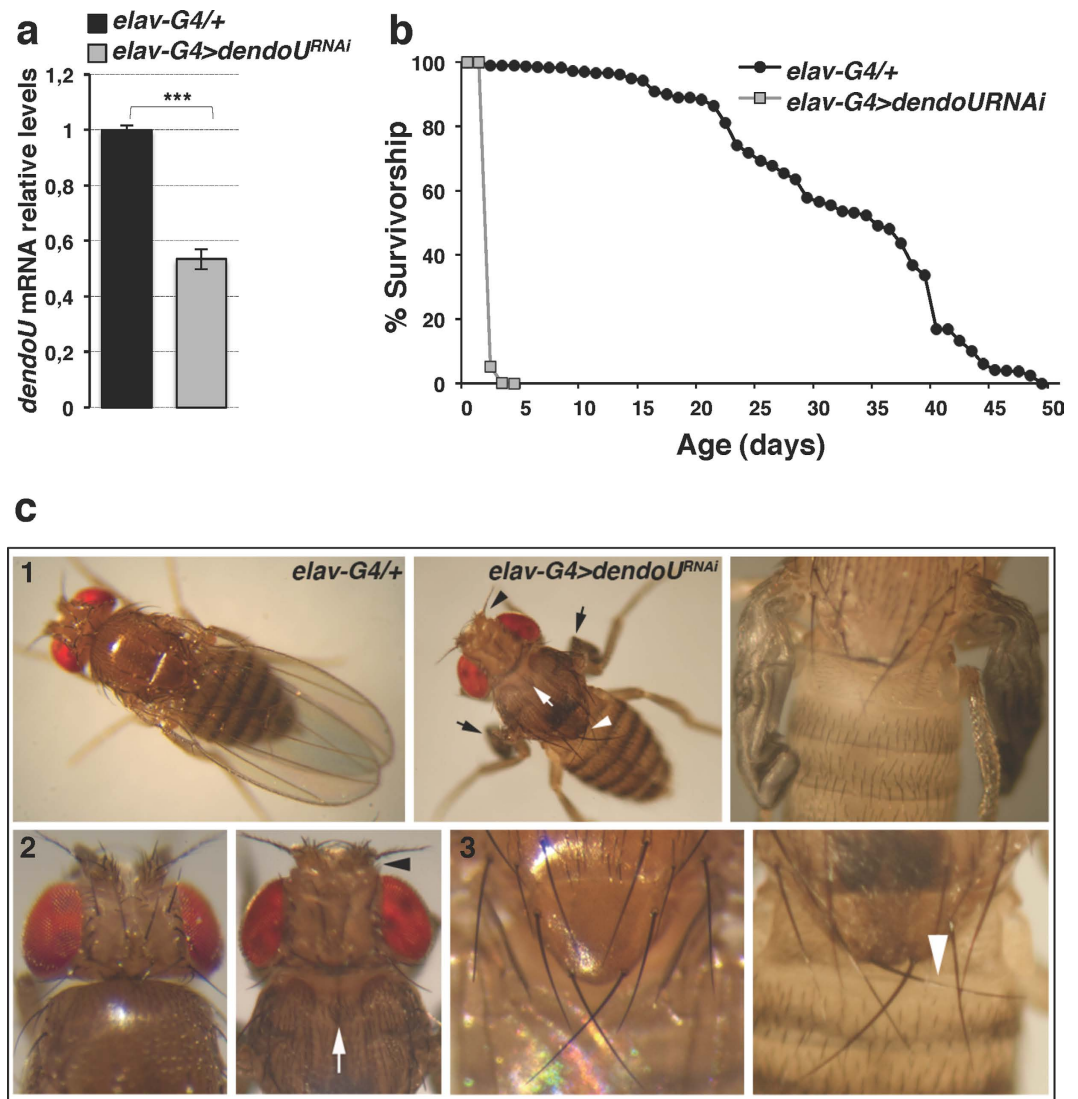 a
elav-G4/+
elav-G4>dendoU^RNAi
dendoU mRNA relative levels
1,2
1
0,8
0,6
0,4
0,2
0
***
b
elav-G4/+
elav-G4>dendoURNAi
% Survivorship
100
80
60
40
20
0
0 5 10 15 20 25 30 35 40 45 50
Age (days)
c
1
elav-G4/+
elav-G4>dendoU^RNAi
2
3